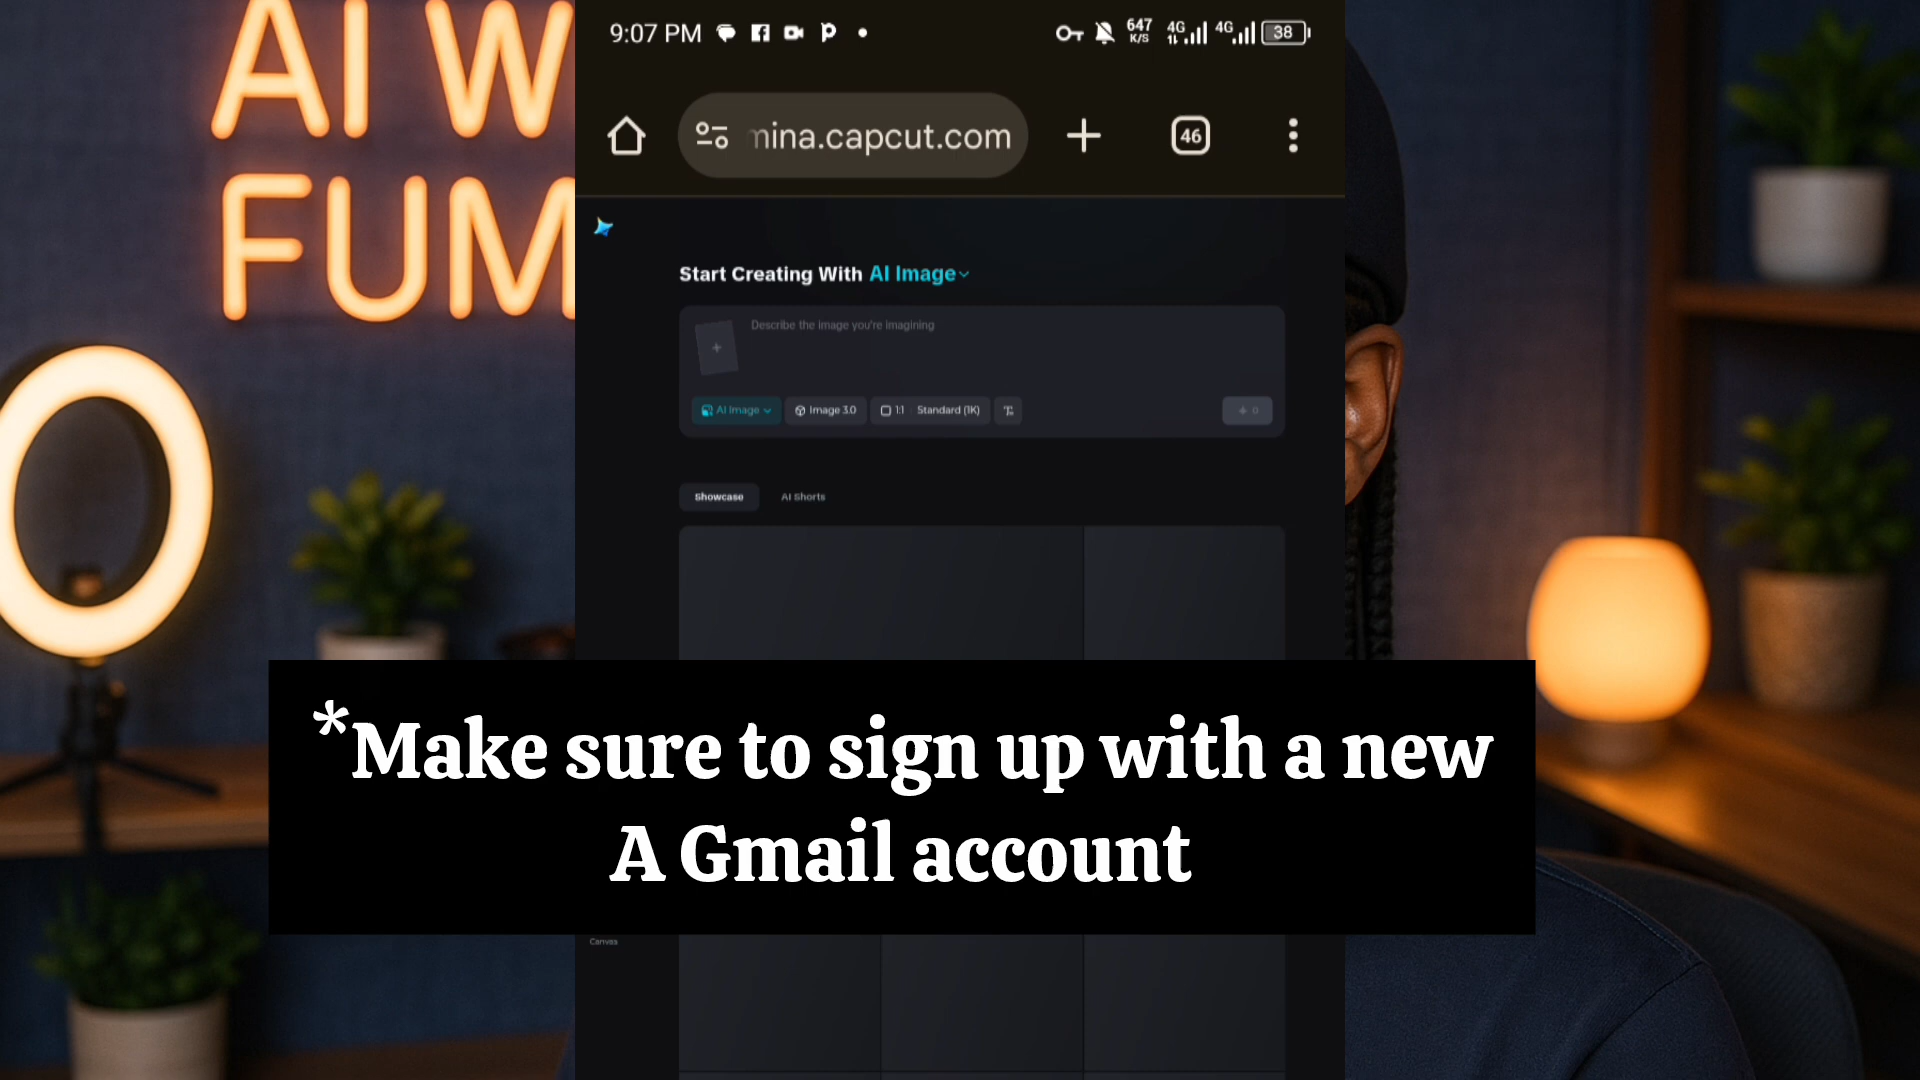 AI W
FUM
9:07 PM
647
K/S
4G
4G
38
mina.capcut.com
46
Start Creating With AI Image
Describe the image you're imagining
AI Image
Image 3.0
1:1
Standard (1K)
0
Showcase
AI Shorts
*Make sure to sign up with a new
A Gmail account
Canvas